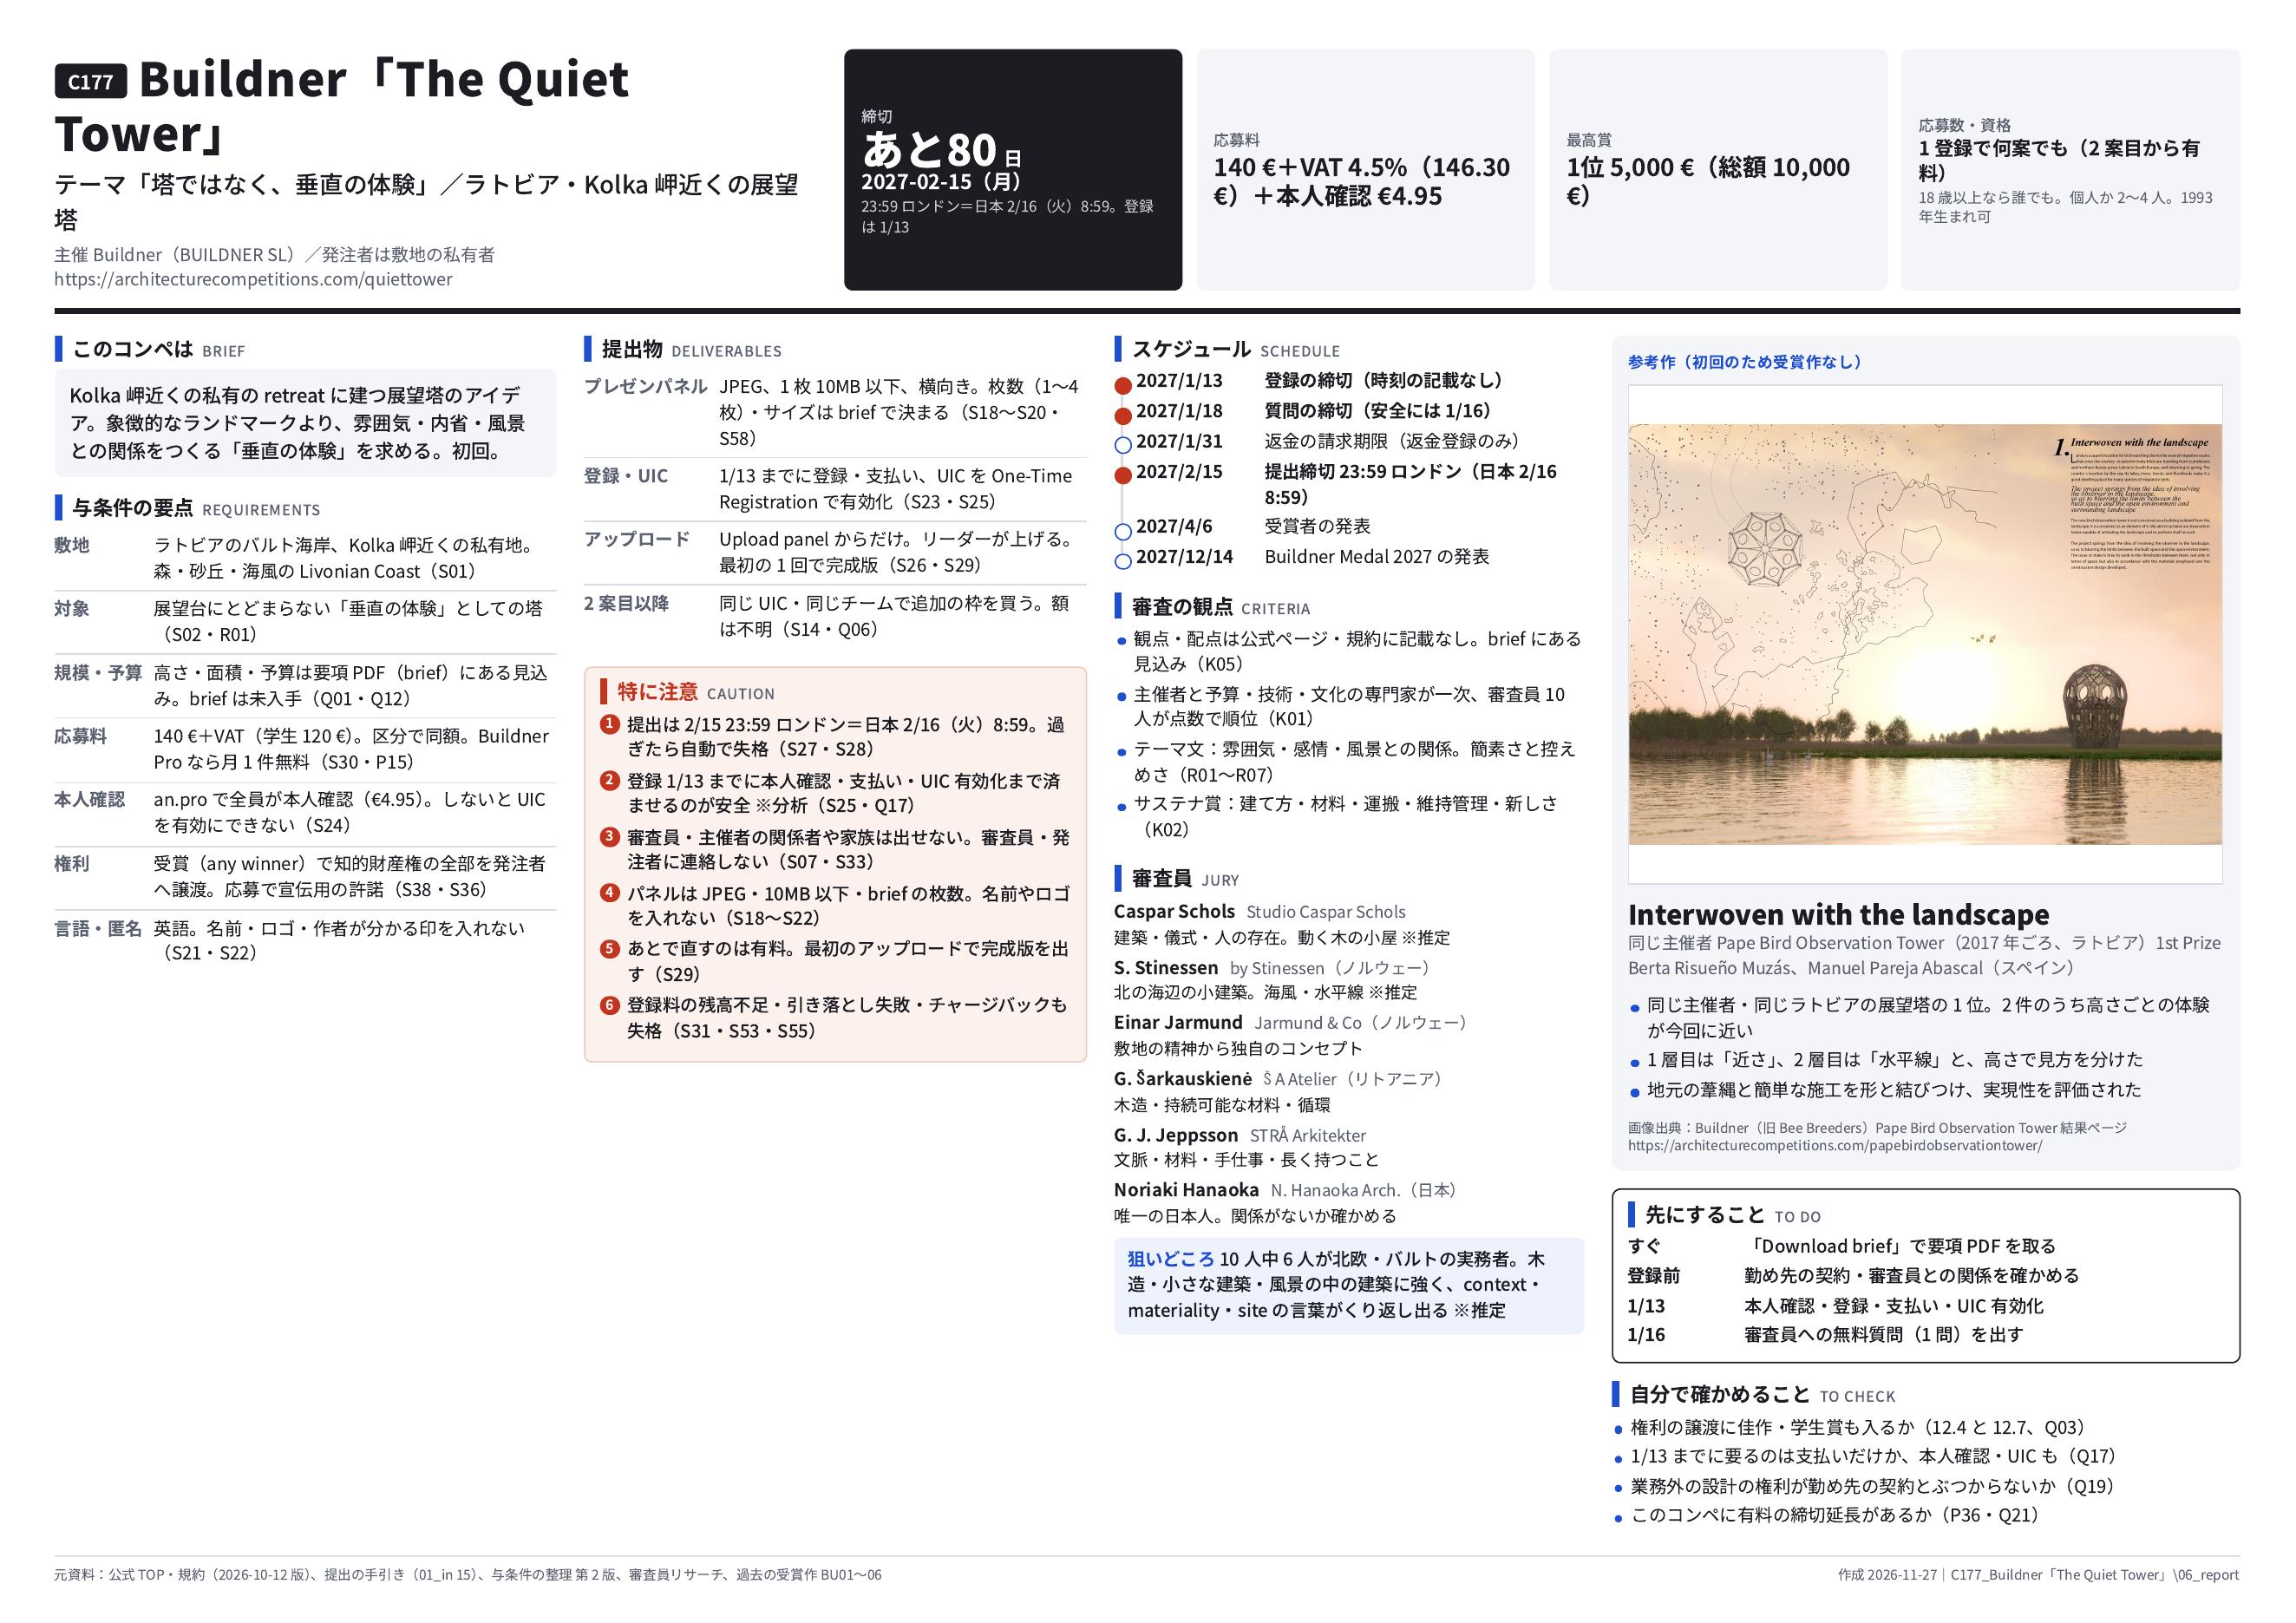 C177 Buildner「The Quiet
Tower」
テーマ「塔ではなく、垂直の体験」／ラトビア・Kolka 岬近くの展望
塔
主催 Buildner（BUILDNER SL）／発注者は敷地の私有者
https://architecturecompetitions.com/quiettower
締切
あと80 日
2027-02-15（月）
23:59 ロンドン＝日本 2/16（火）8:59。登録
は 1/13
応募料
140 €＋VAT 4.5%（146.30
€）＋本人確認 €4.95
最高賞
1位 5,000 €（総額 10,000
€）
応募数・資格
1 登録で何案でも（2 案目から有
料）
18 歳以上なら誰でも。個人か 2〜4 人。1993
年生まれ可
このコンペは BRIEF
Kolka 岬近くの私有の retreat に建つ展望塔のアイデ
ア。象徴的なランドマークより、雰囲気・内省・風景
との関係をつくる「垂直の体験」を求める。初回。
与条件の要点 REQUIREMENTS
敷地 ラトビアのバルト海岸、Kolka 岬近くの私有地。
森・砂丘・海風の Livonian Coast（S01）
対象 展望台にとどまらない「垂直の体験」としての塔
（S02・R01）
規模・予算 高さ・面積・予算は要項 PDF（brief）にある見込
み。brief は未入手（Q01・Q12）
応募料 140 €＋VAT（学生 120 €）。区分で同額。Buildner
Pro なら月 1 件無料（S30・P15）
本人確認 an.pro で全員が本人確認（€4.95）。しないと UIC
を有効にできない（S24）
権利 受賞（any winner）で知的財産権の全部を発注者
へ譲渡。応募で宣伝用の許諾（S38・S36）
言語・匿名 英語。名前・ロゴ・作者が分かる印を入れない
（S21・S22）
提出物 DELIVERABLES
プレゼンパネル JPEG、1 枚 10MB 以下、横向き。枚数（1〜4
枚）・サイズは brief で決まる（S18〜S20・
S58）
登録・UIC 1/13 までに登録・支払い、UIC を One-Time
Registration で有効化（S23・S25）
アップロード Upload panel からだけ。リーダーが上げる。
最初の 1 回で完成版（S26・S29）
2 案目以降 同じ UIC・同じチームで追加の枠を買う。額
は不明（S14・Q06）
特に注意 CAUTION
1 提出は 2/15 23:59 ロンドン＝日本 2/16（火）8:59。過
ぎたら自動で失格（S27・S28）
2 登録 1/13 までに本人確認・支払い・UIC 有効化まで済
ませるのが安全 ※分析（S25・Q17）
3 審査員・主催者の関係者や家族は出せない。審査員・発
注者に連絡しない（S07・S33）
4 パネルは JPEG・10MB 以下・brief の枚数。名前やロゴ
を入れない（S18〜S22）
5 あとで直すのは有料。最初のアップロードで完成版を出
す（S29）
6 登録料の残高不足・引き落とし失敗・チャージバックも
失格（S31・S53・S55）
スケジュール SCHEDULE
2027/1/13 登録の締切（時刻の記載なし）
2027/1/18 質問の締切（安全には 1/16）
2027/1/31 返金の請求期限（返金登録のみ）
2027/2/15 提出締切 23:59 ロンドン（日本 2/16
8:59）
2027/4/6 受賞者の発表
2027/12/14 Buildner Medal 2027 の発表
審査の観点 CRITERIA
観点・配点は公式ページ・規約に記載なし。brief にある
見込み（K05）
主催者と予算・技術・文化の専門家が一次、審査員 10
人が点数で順位（K01）
テーマ文：雰囲気・感情・風景との関係。簡素さと控え
めさ（R01〜R07）
サステナ賞：建て方・材料・運搬・維持管理・新しさ
（K02）
審査員 JURY
Caspar Schols Studio Caspar Schols
建築・儀式・人の存在。動く木の小屋 ※推定
S. Stinessen by Stinessen（ノルウェー）
北の海辺の小建築。海風・水平線 ※推定
Einar Jarmund Jarmund & Co（ノルウェー）
敷地の精神から独自のコンセプト
G. Šarkauskienė Š A Atelier（リトアニア）
木造・持続可能な材料・循環
G. J. Jeppsson STRÅ Arkitekter
文脈・材料・手仕事・長く持つこと
Noriaki Hanaoka N. Hanaoka Arch.（日本）
唯一の日本人。関係がないか確かめる
狙いどころ 10 人中 6 人が北欧・バルトの実務者。木
造・小さな建築・風景の中の建築に強く、context・
materiality・site の言葉がくり返し出る ※推定
参考作（初回のため受賞作なし）
1. Interwoven with the landscape
The project springs from the idea of involving
the observer in the landscape,
so as to blurring the limits between the
built space and the open environment and
surrounding landscape
Interwoven with the landscape
同じ主催者 Pape Bird Observation Tower（2017 年ごろ、ラトビア）1st Prize
Berta Risueño Muzás、Manuel Pareja Abascal（スペイン）
同じ主催者・同じラトビアの展望塔の 1 位。2 件のうち高さごとの体験
が今回に近い
1 層目は「近さ」、2 層目は「水平線」と、高さで見方を分けた
地元の葦縄と簡単な施工を形と結びつけ、実現性を評価された
画像出典：Buildner（旧 Bee Breeders）Pape Bird Observation Tower 結果ページ
https://architecturecompetitions.com/papebirdobservationtower/
先にすること TO DO
すぐ 「Download brief」で要項 PDF を取る
登録前 勤め先の契約・審査員との関係を確かめる
1/13 本人確認・登録・支払い・UIC 有効化
1/16 審査員への無料質問（1 問）を出す
自分で確かめること TO CHECK
権利の譲渡に佳作・学生賞も入るか（12.4 と 12.7、Q03）
1/13 までに要るのは支払いだけか、本人確認・UIC も（Q17）
業務外の設計の権利が勤め先の契約とぶつからないか（Q19）
このコンペに有料の締切延長があるか（P36・Q21）
元資料：公式 TOP・規約（2026-10-12 版）、提出の手引き（01_in 15）、与条件の整理 第 2 版、審査員リサーチ、過去の受賞作 BU01〜06
作成 2026-11-27｜C177_Buildner「The Quiet Tower」\06_report